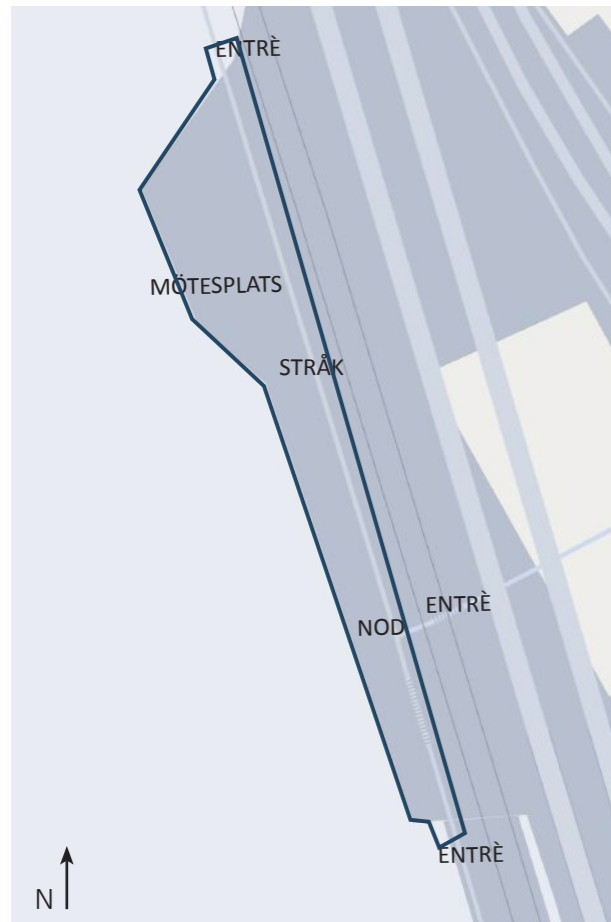 ENTRÈ
MÖTESPLATS
STRÅK
ENTRÈ
NOD
ENTRÈ
N